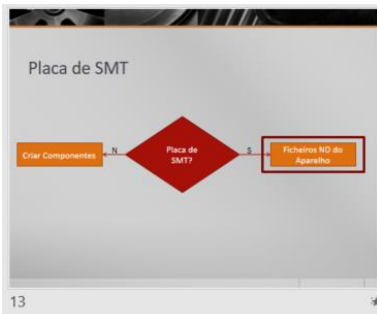 Placa de SMT
Criar Componentes
N
Placa de
SMT?
S
Ficheiros ND do
Aparelho
13